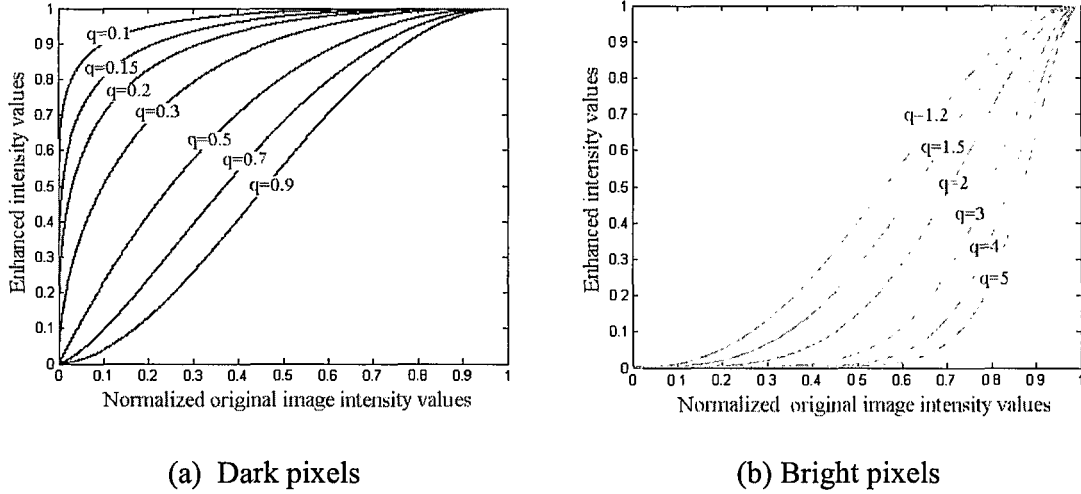 1
0.9
0.8
0.7
0.6
0.5
0.4
0.3
0.2
0.1
0
Enhanced intensity values
q=0.1
q=0.15
q=0.2
q=0.3
q=0.5
q=0.7
q=0.9
0 0.1 0.2 0.3 0.4 0.5 0.6 0.7 0.8 0.9 1
Normalized original image intensity values
(a) Dark pixels
1
0.9
0.8
0.7
0.6
0.5
0.4
0.3
0.2
0.1
0
Enhanced intensity values
q=1.2
q=1.5
q=2
q=3
q=4
q=5
0 0.1 0.2 0.3 0.4 0.5 0.6 0.7 0.8 0.9 1
Normalized original image intensity values
(b) Bright pixels